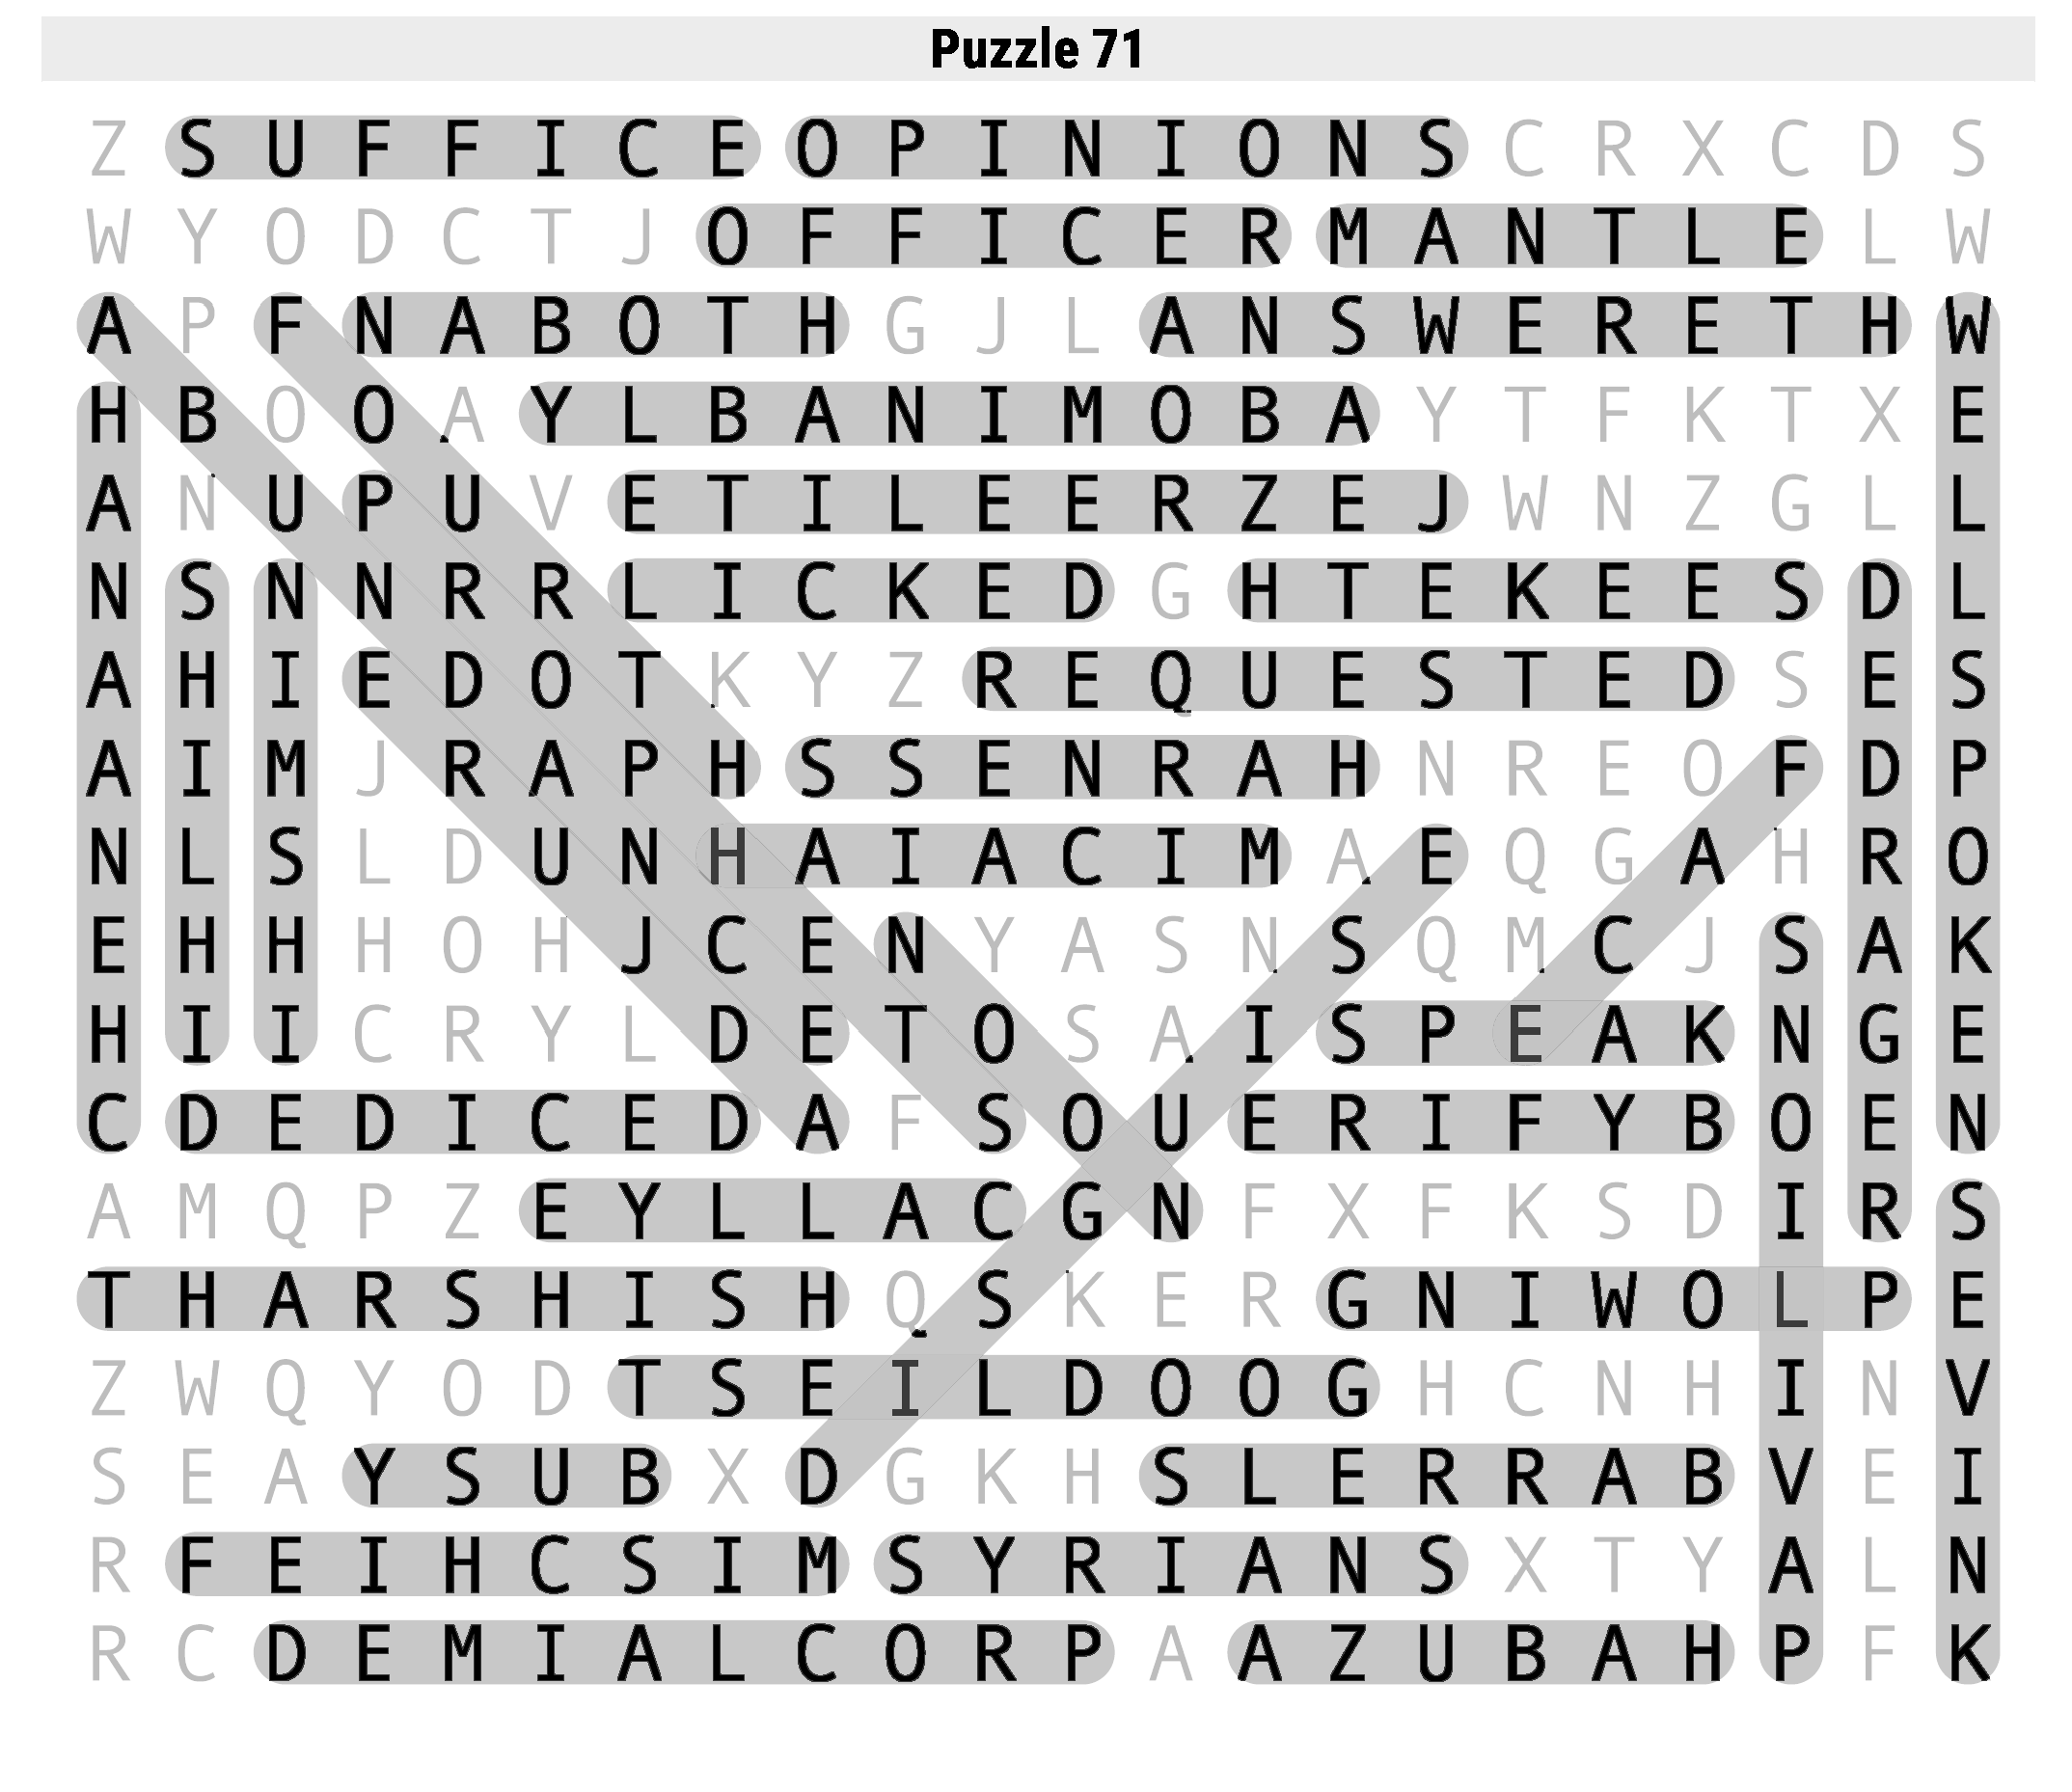 Puzzle 71
Z S U F F I C E O P I N I O N S C R X C D S
W Y O D C T J O F F I C E R M A N T L E L W
A P F N A B O T H G J L A N S W E R E T H W
H B O O A Y L B A N I M O B A Y T F K T X E
A N U P U V E T I L E E R Z E J W N Z G L L
N S N N R R L I C K E D G H T E K E E S D L
A H I E D O T K Y Z R E Q U E S T E D S E S
A I M J R A P H S S E N R A H N R E O F D P
N L S L D U N H A I A C I M A E Q G A H R O
E H H H O H J C E N Y A S N S Q M C J S A K
H I I C R Y L D E T O S A I S P E A K N G E
C D E D I C E D A F S O U E R I F Y B O E N
A M Q P Z E Y L L A C G N F X F K S D I R S
T H A R S H I S H Q S K E R G N I W O L P E
Z W Q Y O D T S E I L D O O G H C N H I N V
S E A Y S U B X D G K H S L E R R A B V E I
R F E I H C S I M S Y R I A N S X T Y A L N
R C D E M I A L C O R P A A Z U B A H P F K